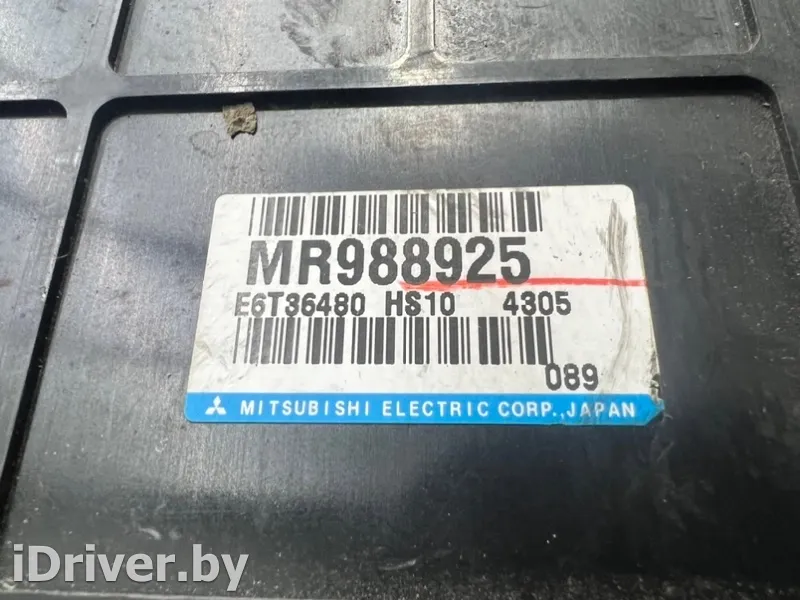 MR988925
E6T36480 HS10 4305
089
MITSUBISHI ELECTRIC CORP.,JAPAN
iDriver.by